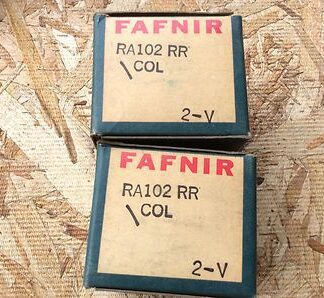 FAFNIR
RA102 RR
\COL
2-V
FAFNIR
RA102 RR
\COL
2-V